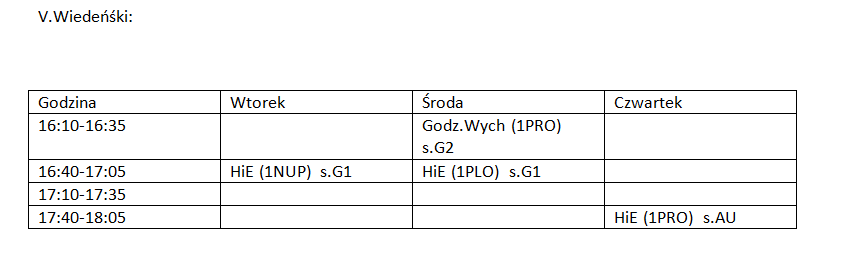 V.Wiedeńśki:
Godzina Wtorek Środa Czwartek
16:10-16:35 Godz.Wych (1PRO)
s.G2
16:40-17:05 HiE (1NUP) s.G1 HiE (1PLO) s.G1
17:10-17:35
17:40-18:05 HiE (1PRO) s.AU